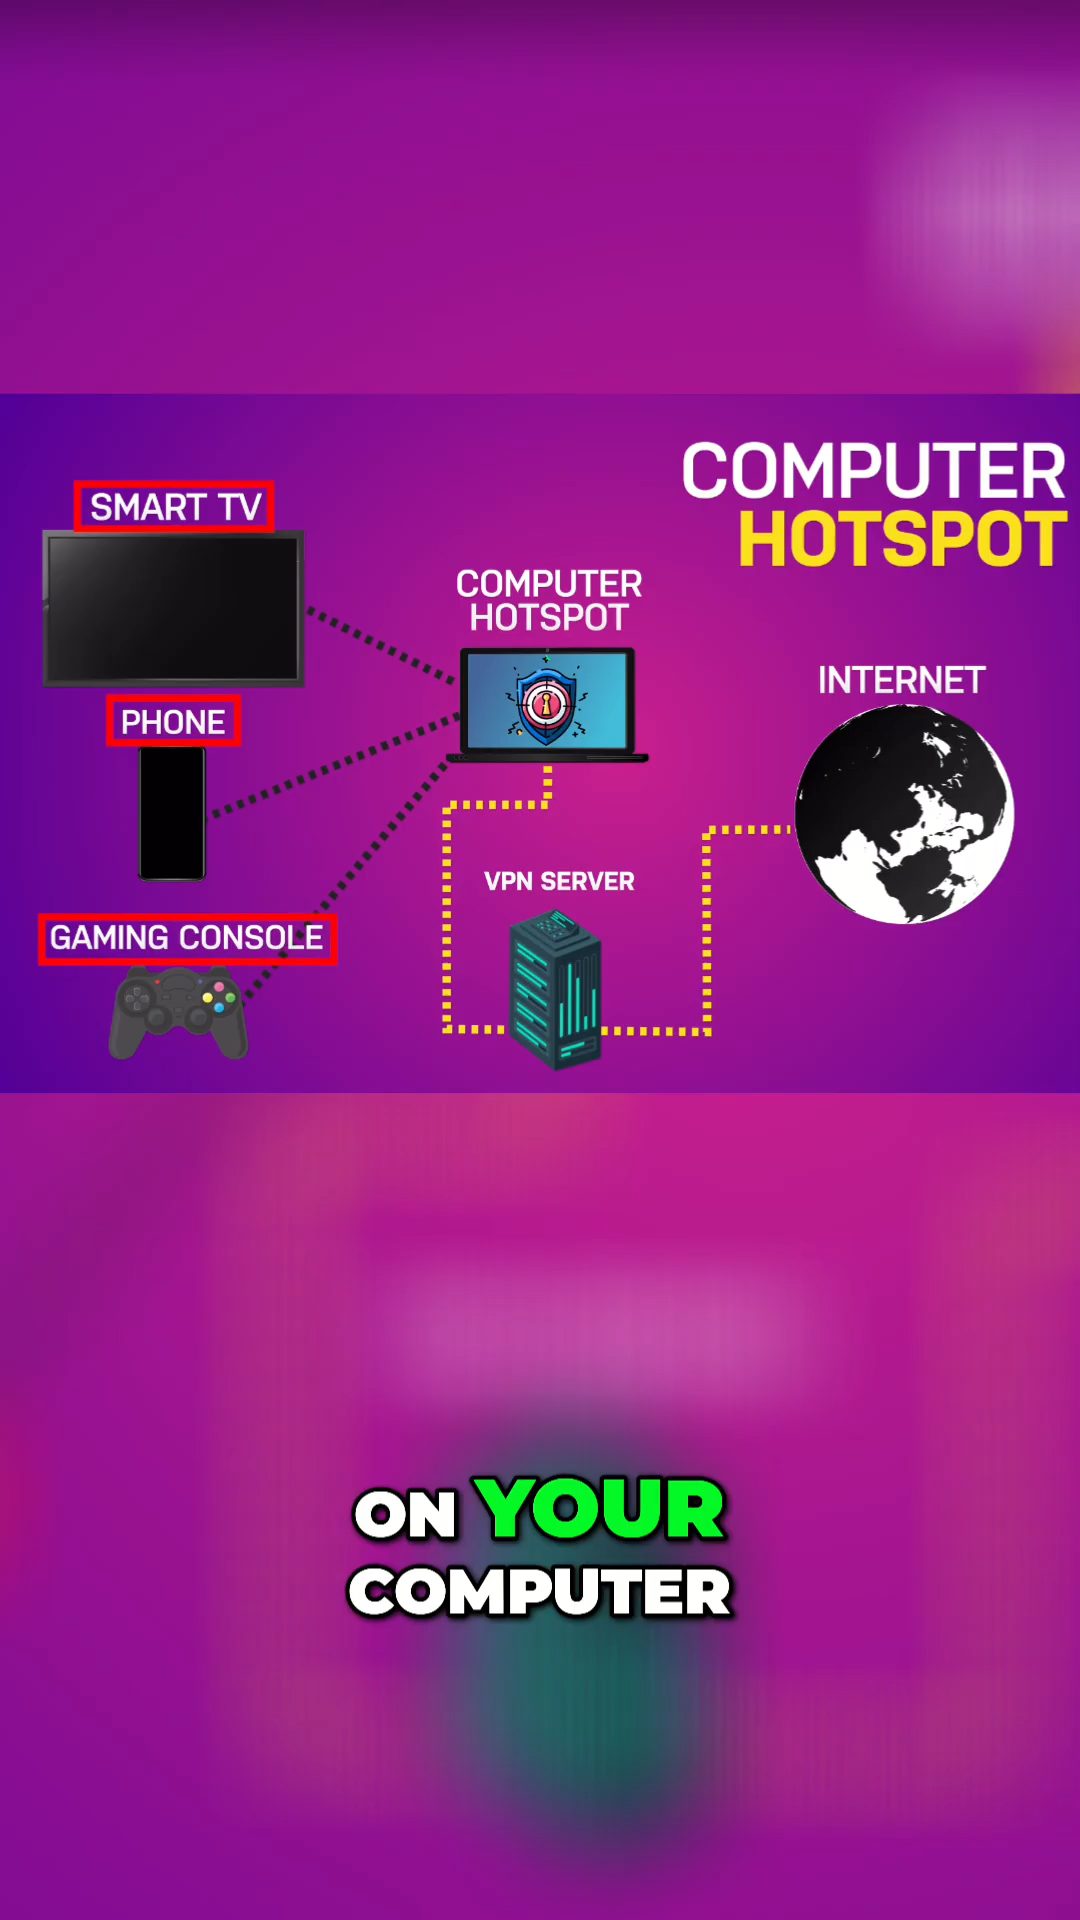 COMPUTER
HOTSPOT
SMART TV
COMPUTER
HOTSPOT
INTERNET
PHONE
VPN SERVER
GAMING CONSOLE
ON YOUR
COMPUTER